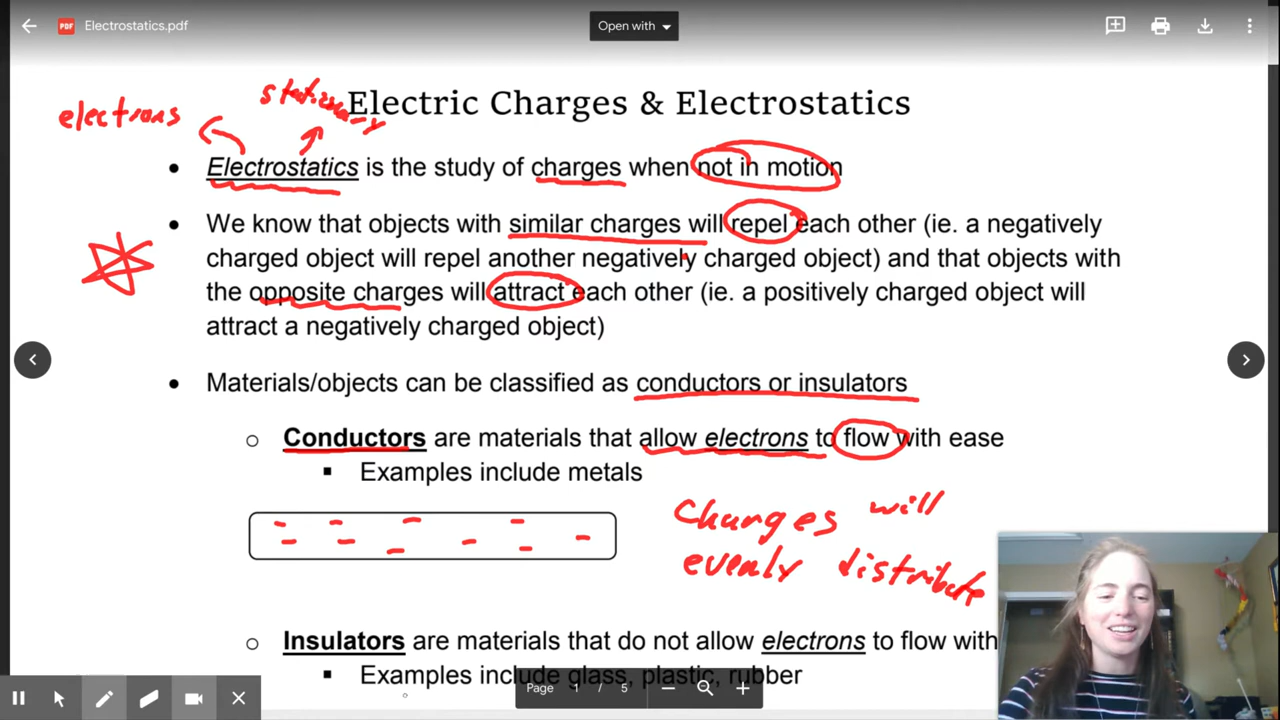 Electrostatics.pdf
Open with
stationary
Electric Charges & Electrostatics
electrons
• Electrostatics is the study of charges when not in motion
• We know that objects with similar charges will repel each other (ie. a negatively
charged object will repel another negatively charged object) and that objects with
the opposite charges will attract each other (ie. a positively charged object will
attract a negatively charged object)
• Materials/objects can be classified as conductors or insulators
o Conductors are materials that allow electrons to flow with ease
▪ Examples include metals
charges will
evenly distribute
o Insulators are materials that do not allow electrons to flow with
▪ Examples include glass, plastic, rubber
Page 1 / 5